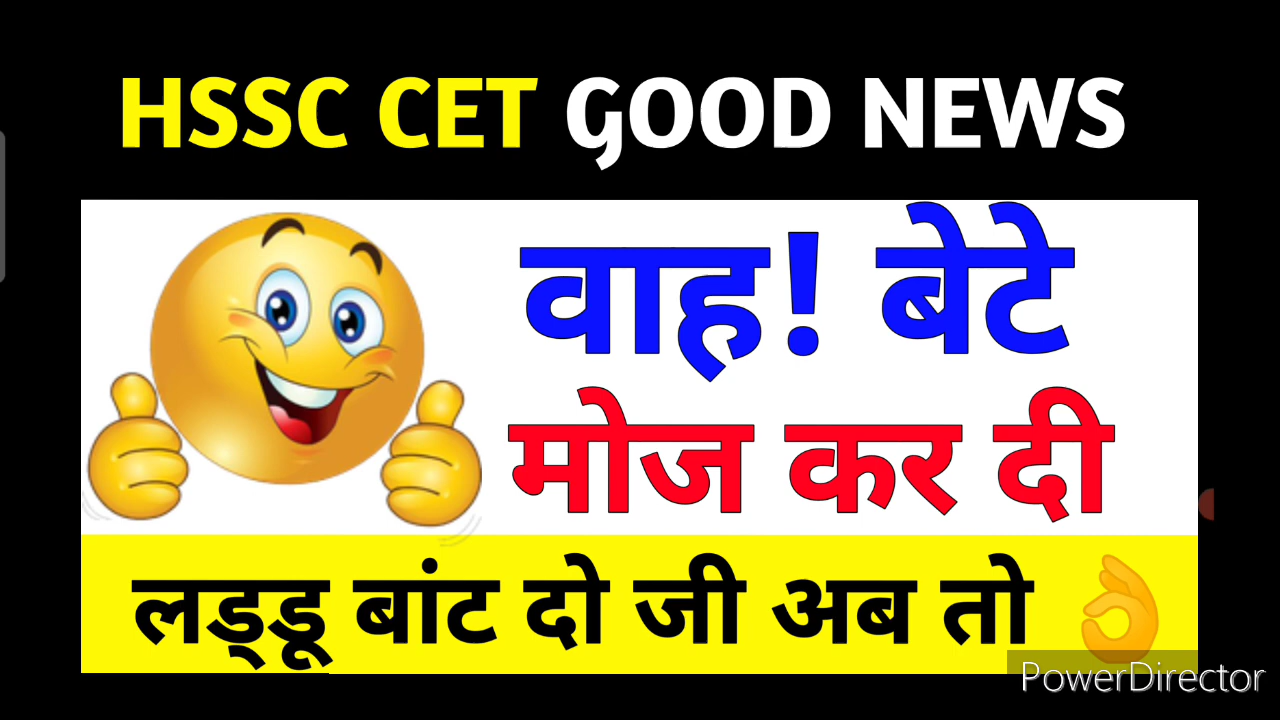 HSSC CET GOOD NEWS
वाह! बेटे
मोज कर दी
लड्डू बांट दो जी अब तो 👌
PowerDirector